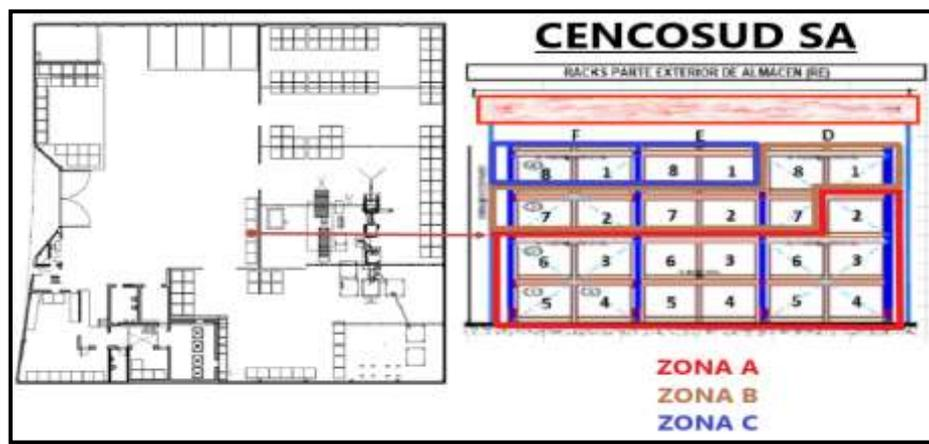 CENCOSUD SA
RACKS PARTE EXTERIOR DE ALMACEN (RE)
F E D
8 1 8 1 8 1
7 2 7 2 7 2
6 3 6 3 6 3
5 4 5 4 5 4
ZONA A
ZONA B
ZONA C